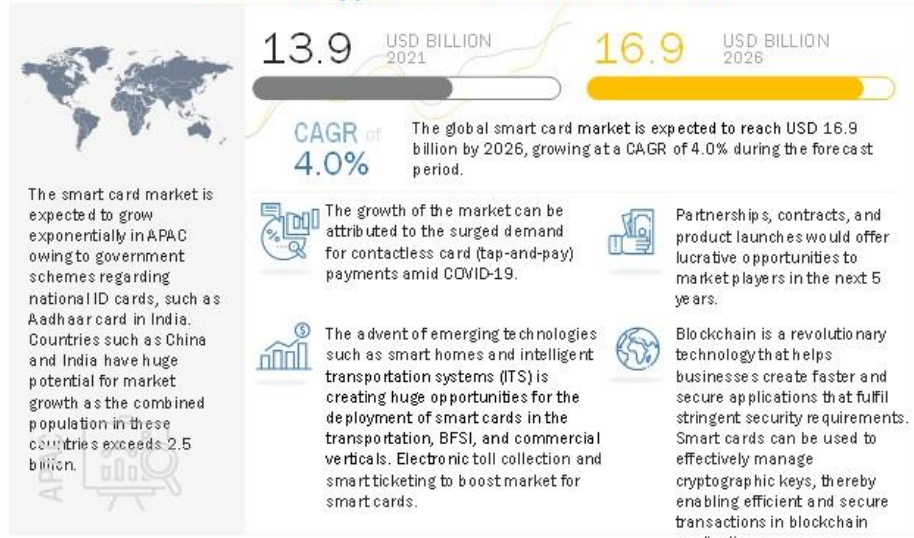 13.9
USD BILLION
2021
16.9
USD BILLION
2026
CAGR of
4.0%
The global smart card market is expected to reach USD 16.9
billion by 2026, growing at a CAGR of 4.0% during the forecast
period.
The smart card market is
expected to grow
exponentially in APAC
owing to government
schemes regarding
national ID cards, such as
Aadhaar card in India.
Countries such as China
and India have huge
potential for market
growth as the combined
population in these
countries exceeds 2.5
billion.
APAC
The growth of the market can be
attributed to the surged demand
for contactless card (tap-and-pay)
payments amid COVID-19.
Partnerships, contracts, and
product launches would offer
lucrative opportunities to
market players in the next 5
years.
The advent of emerging technologies
such as smart homes and intelligent
transportation systems (ITS) is
creating huge opportunities for the
deployment of smart cards in the
transportation, BFSI, and commercial
verticals. Electronic toll collection and
smart ticketing to boost market for
smart cards.
Blockchain is a revolutionary
technology that helps
businesses create faster and
secure applications that fulfil
stringent security requirements.
Smart cards can be used to
effectively manage
cryptographic keys, thereby
enabling efficient and secure
transactions in blockchain